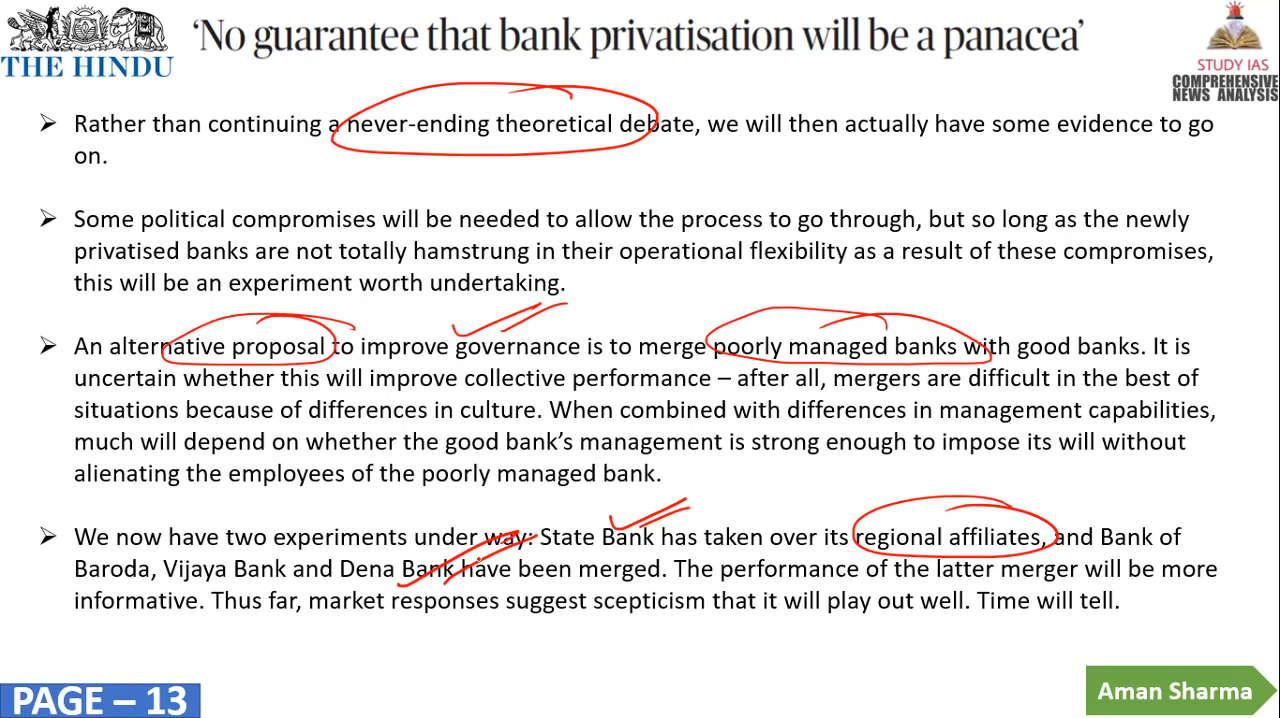 ‘No guarantee that bank privatisation will be a panacea’
THE HINDU
STUDY IAS
COMPREHENSIVE
NEWS ANALYSIS
➢ Rather than continuing a never-ending theoretical debate, we will then actually have some evidence to go
on.
➢ Some political compromises will be needed to allow the process to go through, but so long as the newly
privatised banks are not totally hamstrung in their operational flexibility as a result of these compromises,
this will be an experiment worth undertaking.
➢ An alternative proposal to improve governance is to merge poorly managed banks with good banks. It is
uncertain whether this will improve collective performance – after all, mergers are difficult in the best of
situations because of differences in culture. When combined with differences in management capabilities,
much will depend on whether the good bank’s management is strong enough to impose its will without
alienating the employees of the poorly managed bank.
➢ We now have two experiments under way: State Bank has taken over its regional affiliates, and Bank of
Baroda, Vijaya Bank and Dena Bank have been merged. The performance of the latter merger will be more
informative. Thus far, market responses suggest scepticism that it will play out well. Time will tell.
PAGE – 13
Aman Sharma